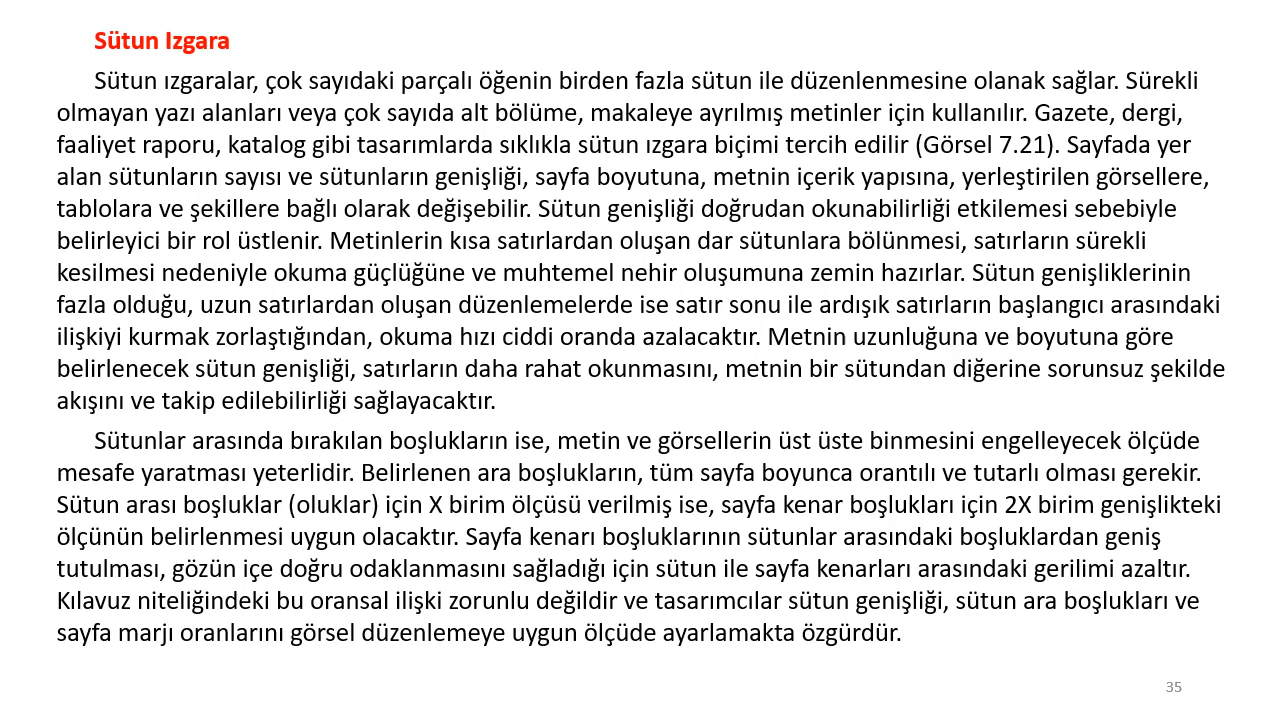 Sütun Izgara
Sütun ızgaralar, çok sayıdaki parçalı öğenin birden fazla sütun ile düzenlenmesine olanak sağlar. Sürekli
olmayan yazı alanları veya çok sayıda alt bölüme, makaleye ayrılmış metinler için kullanılır. Gazete, dergi,
faaliyet raporu, katalog gibi tasarımlarda sıklıkla sütun ızgara biçimi tercih edilir (Görsel 7.21). Sayfada yer
alan sütunların sayısı ve sütunların genişliği, sayfa boyutuna, metnin içerik yapısına, yerleştirilen görsellere,
tablolara ve şekillere bağlı olarak değişebilir. Sütun genişliği doğrudan okunabilirliği etkilemesi sebebiyle
belirleyici bir rol üstlenir. Metinlerin kısa satırlardan oluşan dar sütunlara bölünmesi, satırların sürekli
kesilmesi nedeniyle okuma güçlüğüne ve muhtemel nehir oluşumuna zemin hazırlar. Sütun genişliklerinin
fazla olduğu, uzun satırlardan oluşan düzenlemelerde ise satır sonu ile ardışık satırların başlangıcı arasındaki
ilişkiyi kurmak zorlaştığından, okuma hızı ciddi oranda azalacaktır. Metnin uzunluğuna ve boyutuna göre
belirlenecek sütun genişliği, satırların daha rahat okunmasını, metnin bir sütundan diğerine sorunsuz şekilde
akışını ve takip edilebilirliği sağlayacaktır.
Sütunlar arasında bırakılan boşlukların ise, metin ve görsellerin üst üste binmesini engelleyecek ölçüde
mesafe yaratması yeterlidir. Belirlenen ara boşlukların, tüm sayfa boyunca orantılı ve tutarlı olması gerekir.
Sütun arası boşluklar (oluklar) için X birim ölçüsü verilmiş ise, sayfa kenar boşlukları için 2X birim genişlikteki
ölçünün belirlenmesi uygun olacaktır. Sayfa kenarı boşluklarının sütunlar arasındaki boşluklardan geniş
tutulması, gözün içe doğru odaklanmasını sağladığı için sütun ile sayfa kenarları arasındaki gerilimi azaltır.
Kılavuz niteliğindeki bu oransal ilişki zorunlu değildir ve tasarımcılar sütun genişliği, sütun ara boşlukları ve
sayfa marjı oranlarını görsel düzenlemeye uygun ölçüde ayarlamakta özgürdür.
35